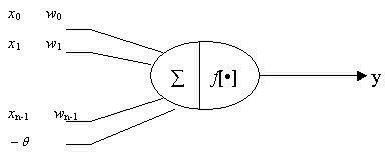 x₀ w₀
x₁ w₁
∑ f[•] y
xₙ₋₁ wₙ₋₁
−θ